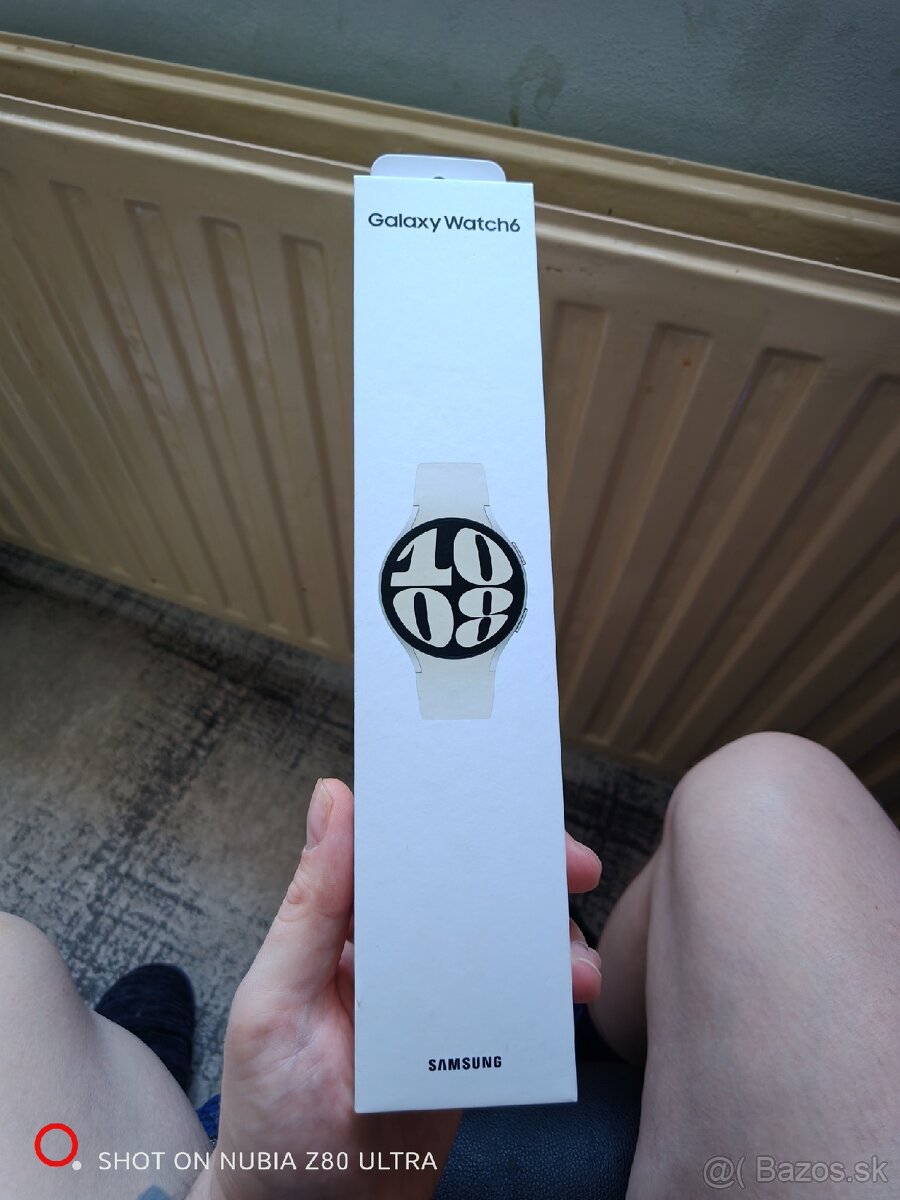 Galaxy Watch6
10
08
SAMSUNG
SHOT ON NUBIA Z80 ULTRA
@( Bazos.sk